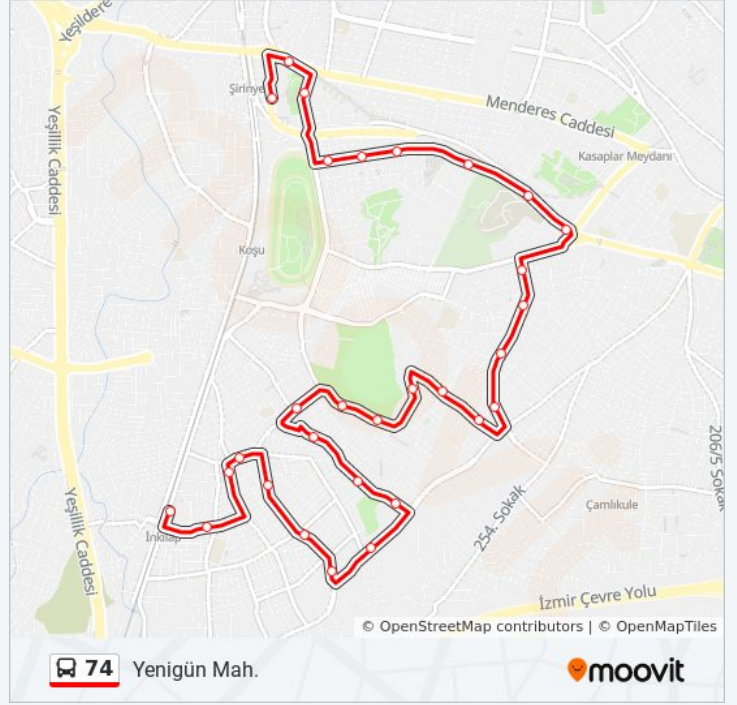 Yeşildere
Şirinyer
Menderes Caddesi
Kasaplar Meydanı
Yeşillik Caddesi
Koşu
206/5 Sokak
Yeşillik Caddesi
254. Sokak
Çamlıkule
İnkılap
İzmir Çevre Yolu
© OpenStreetMap contributors | © OpenMapTiles
74 Yenigün Mah.
moovit